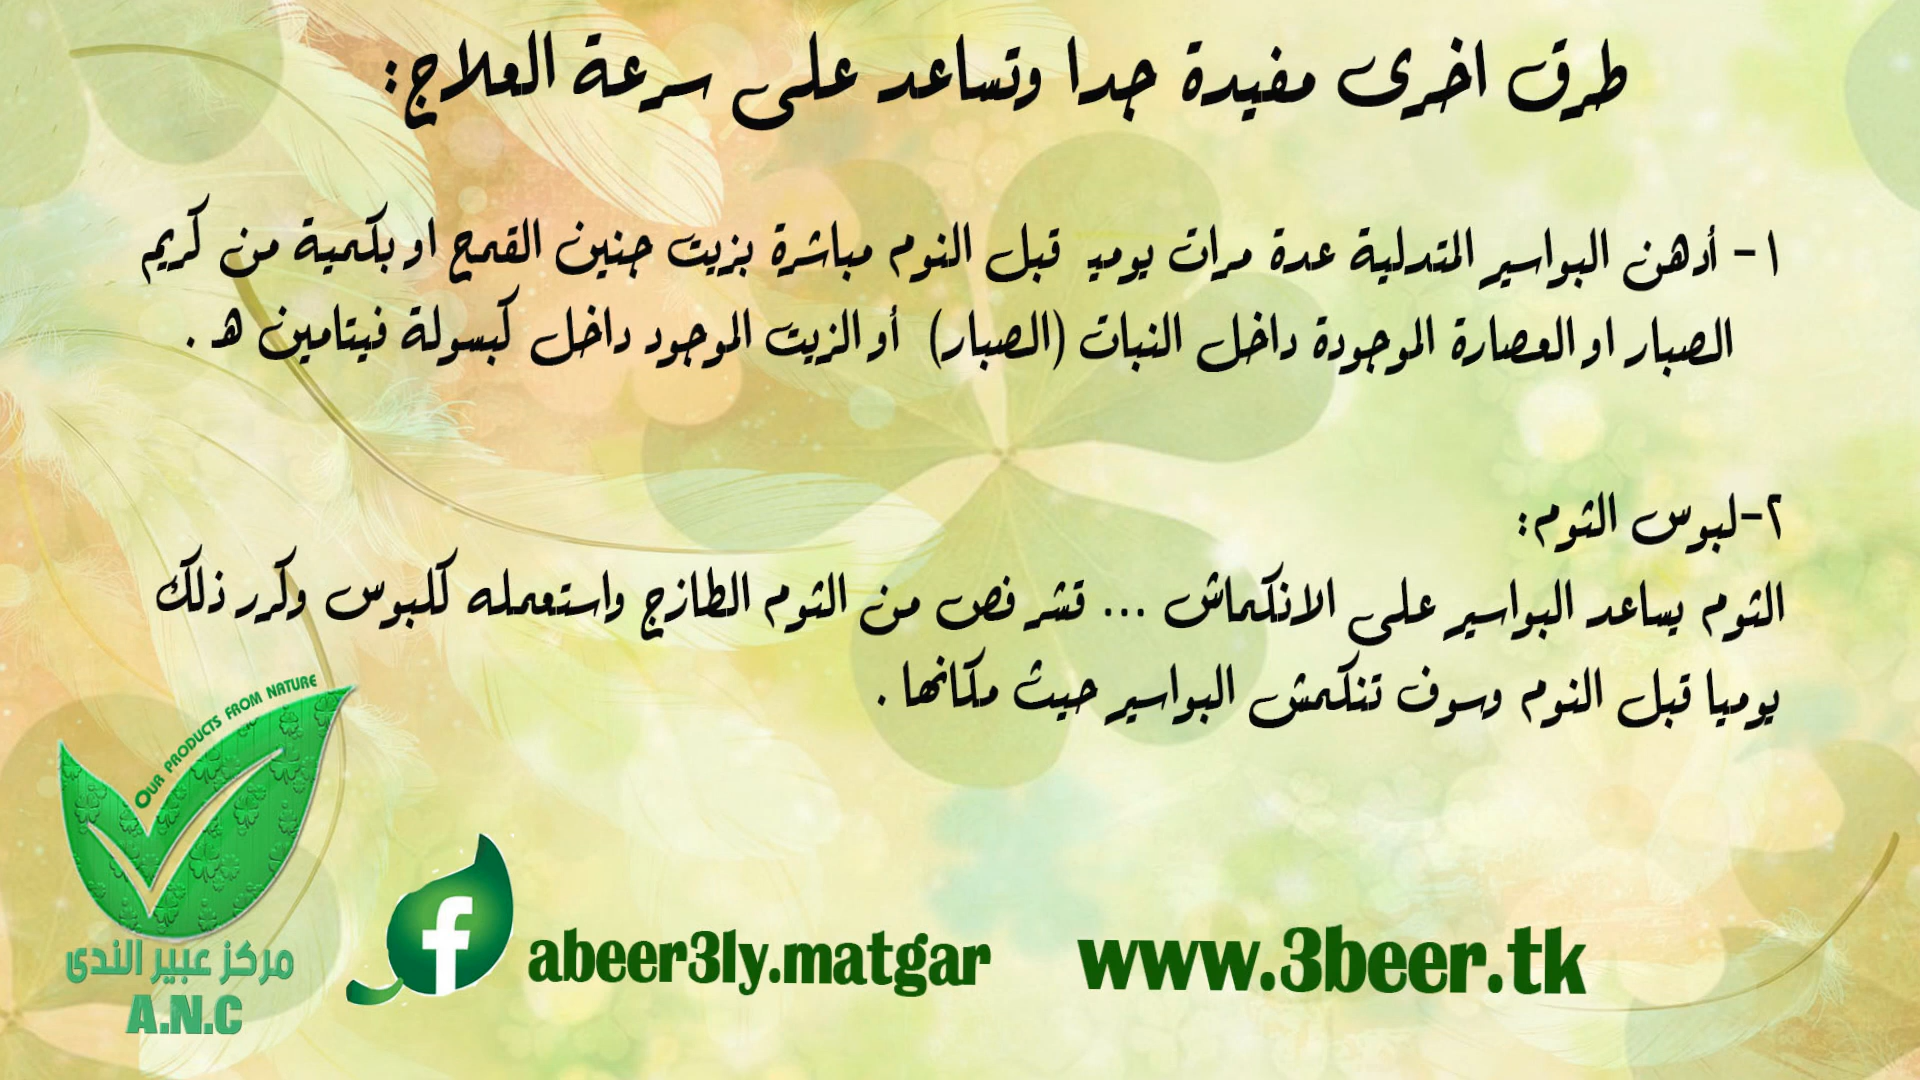 طرق اخرى مفيدة جدا وتساعد على سرعة العلاج:
١- أدهن البواسير المتدلية عدة مرات يوميد قبل النوم مباشرة بزيت جنين القمح او بكمية من كريم
الصبار او العصارة الموجودة داخل النبات (الصبار) أو الزيت الموجود داخل كبسولة فيتامين هـ .
٢-لبوس الثوم:
الثوم يساعد البواسير على الانكماش ... قشر فص من الثوم الطازج واستعمله كلبوس وكرر ذلك
يوميا قبل النوم وسوف تنكمش البواسير حيث مكانها .
OUR PRODUCTS FROM NATURE
مركز عبير الندى
A.N.C
f abeer3ly.matgar
www.3beer.tk